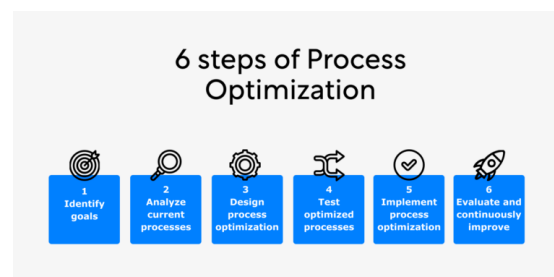 6 steps of Process
Optimization
1
Identify
goals
2
Analyze
current
processes
3
Design
process
optimization
4
Test
optimized
processes
5
Implement
process
optimization
6
Evaluate and
continuously
improve